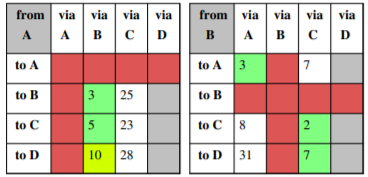 from A via A via B via C via D
to A
to B 3 25
to C 5 23
to D 10 28
from B via A via B via C via D
to A 3 7
to B
to C 8 2
to D 31 7